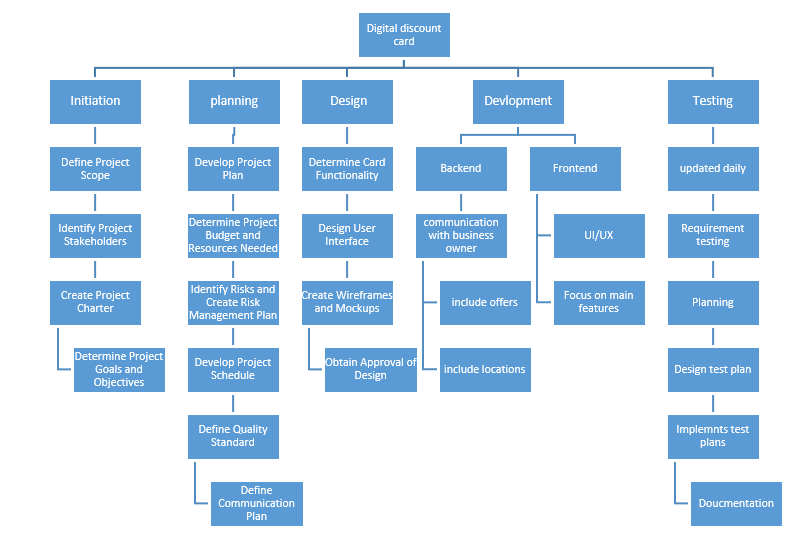 Digital discount
card
Initiation
planning
Design
Devlopment
Testing
Define Project
Scope
Develop Project
Plan
Determine Card
Functionality
Backend
Frontend
updated daily
Identify Project
Stakeholders
Determine Project
Budget and
Resources Needed
Design User
Interface
communication
with business
owner
UI/UX
Requirement
testing
Create Project
Charter
Identify Risks and
Create Risk
Management Plan
Create Wireframes
and Mockups
include offers
Focus on main
features
Planning
Determine Project
Goals and
Objectives
Develop Project
Schedule
Obtain Approval of
Design
include locations
Design test plan
Define Quality
Standard
Implemnts test
plans
Define
Communication
Plan
Doucmentation